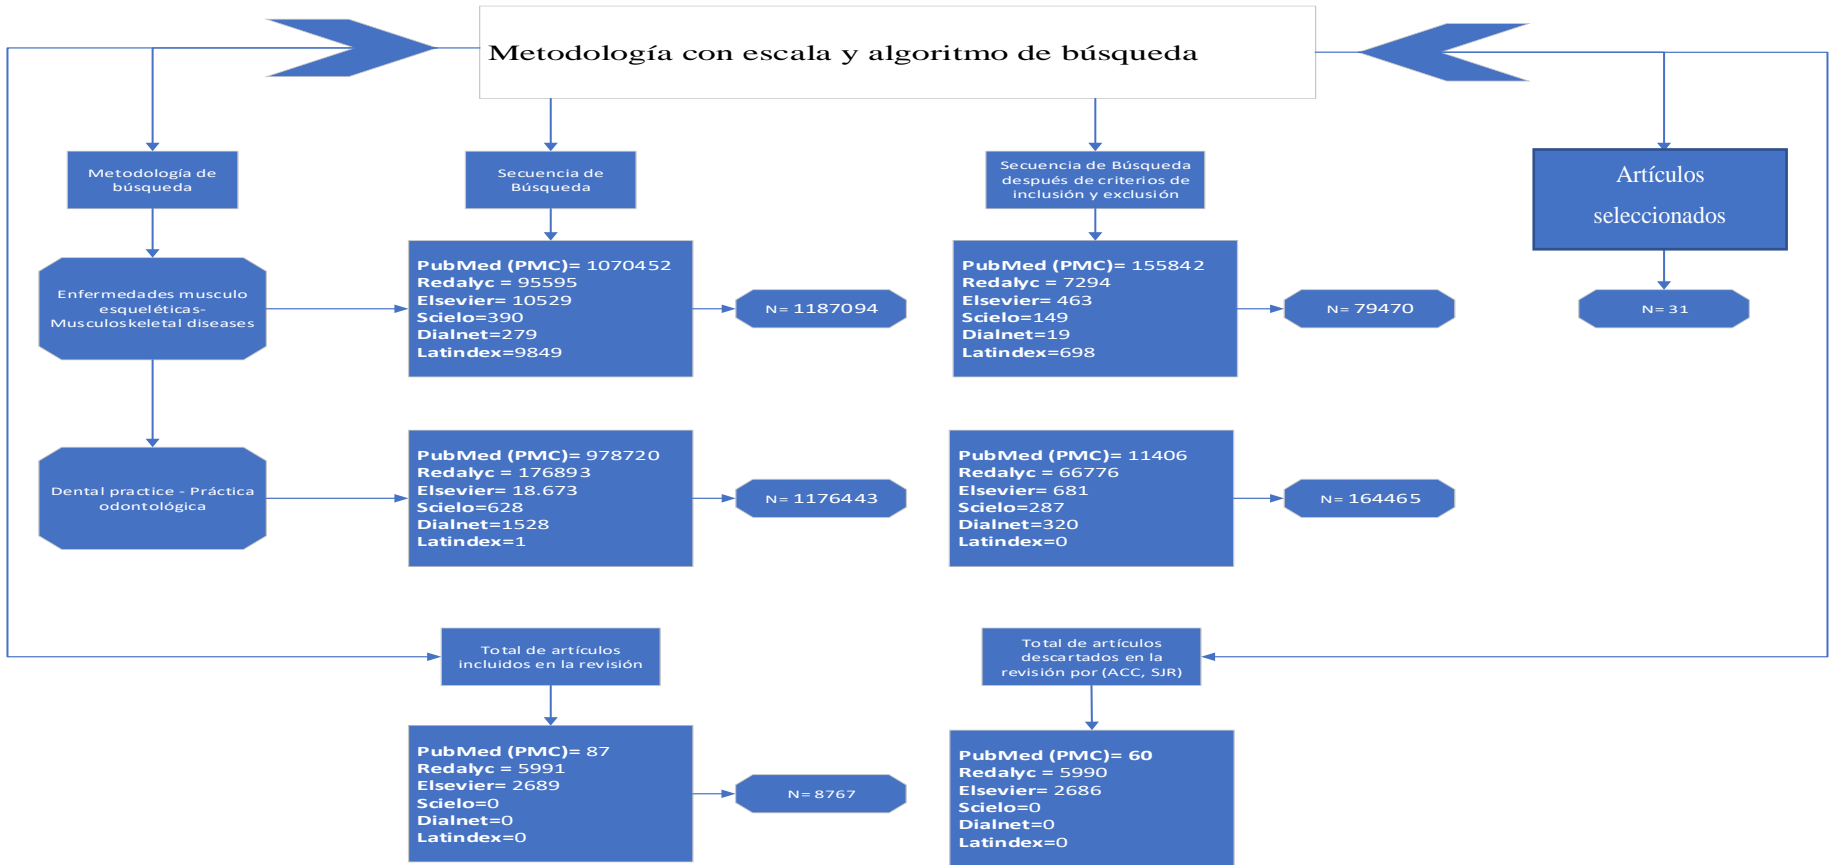 Metodología con escala y algoritmo de búsqueda
Metodología de
búsqueda
Secuencia de
Búsqueda
Secuencia de Búsqueda
después de criterios de
inclusión y exclusión
Artículos
seleccionados
Enfermedades musculo
esqueléticas-
Musculoskeletal diseases
PubMed (PMC)= 1070452
Redalyc = 95595
Elsevier= 10529
Scielo=390
Dialnet=279
Latindex=9849
N= 1187094
PubMed (PMC)= 155842
Redalyc = 7294
Elsevier= 463
Scielo=149
Dialnet=19
Latindex=698
N= 79470
N= 31
Dental practice - Práctica
odontológica
PubMed (PMC)= 978720
Redalyc = 176893
Elsevier= 18.673
Scielo=628
Dialnet=1528
Latindex=1
N= 1176443
PubMed (PMC)= 11406
Redalyc = 66776
Elsevier= 681
Scielo=287
Dialnet=320
Latindex=0
N= 164465
Total de artículos
incluidos en la revisión
Total de artículos
descartados en la
revisión por (ACC, SJR)
PubMed (PMC)= 87
Redalyc = 5991
Elsevier= 2689
Scielo=0
Dialnet=0
Latindex=0
N= 8767
PubMed (PMC)= 60
Redalyc = 5990
Elsevier= 2686
Scielo=0
Dialnet=0
Latindex=0